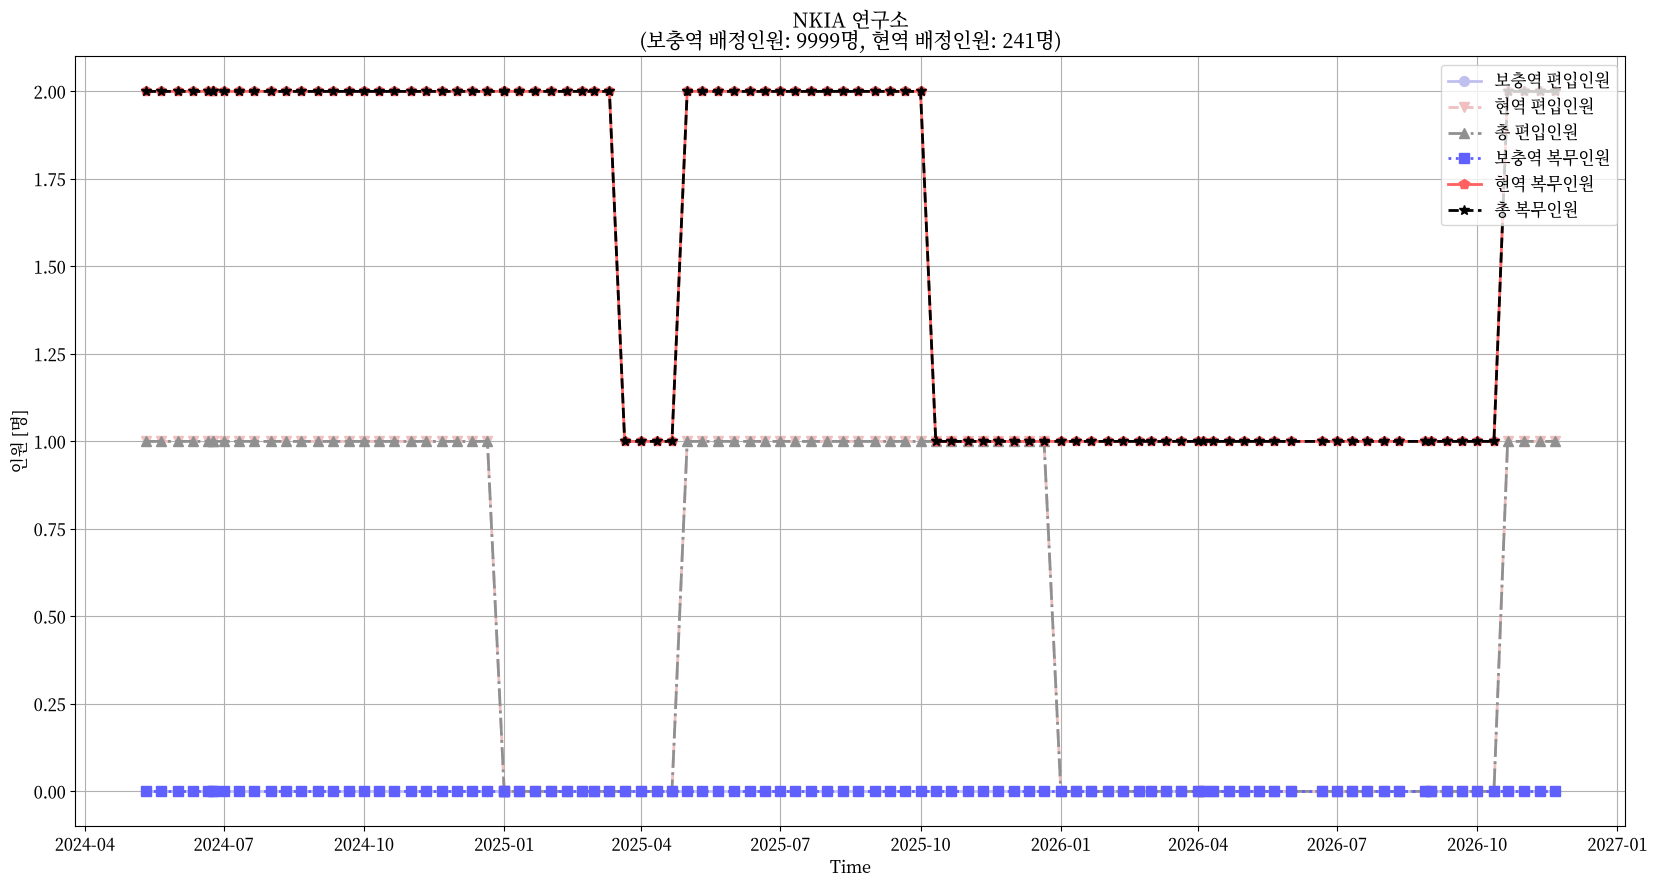 NKIA 연구소
(보충역 배정인원: 9999명, 현역 배정인원: 241명)
인원 [명]
2.00
1.75
1.50
1.25
1.00
0.75
0.50
0.25
0.00
보충역 편입인원
현역 편입인원
총 편입인원
보충역 복무인원
현역 복무인원
총 복무인원
2024-04
2024-07
2024-10
2025-01
2025-04
2025-07
2025-10
2026-01
2026-04
2026-07
2026-10
2027-01
Time